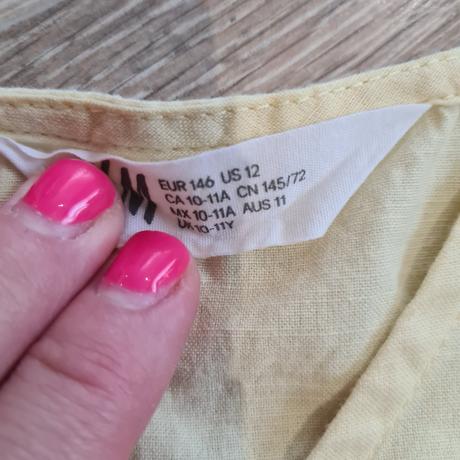 M
EUR 146 US 12
CA 10-11A CN 145/72
MX 10-11A AUS 11
UK 10-11Y